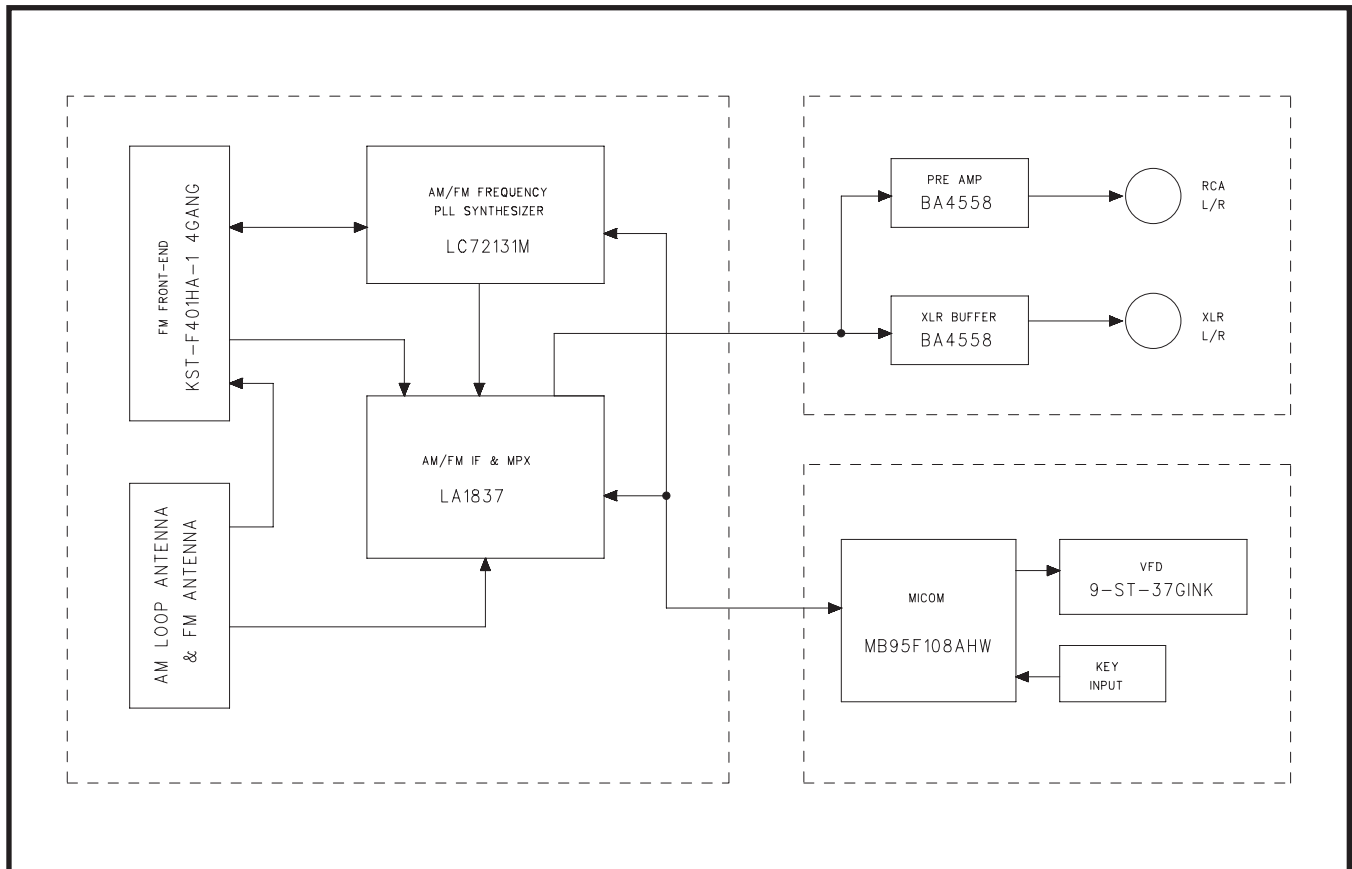 FM FRONT-END
KST-F401HA-1 4GANG
AM/FM FREQUENCY
PLL SYNTHESIZER
LC72131M
AM/FM IF & MPX
LA1837
AM LOOP ANTENNA
& FM ANTENNA
PRE AMP
BA4558
RCA
L/R
XLR BUFFER
BA4558
XLR
L/R
MICOM
MB95F108AHW
VFD
9-ST-37GINK
KEY
INPUT